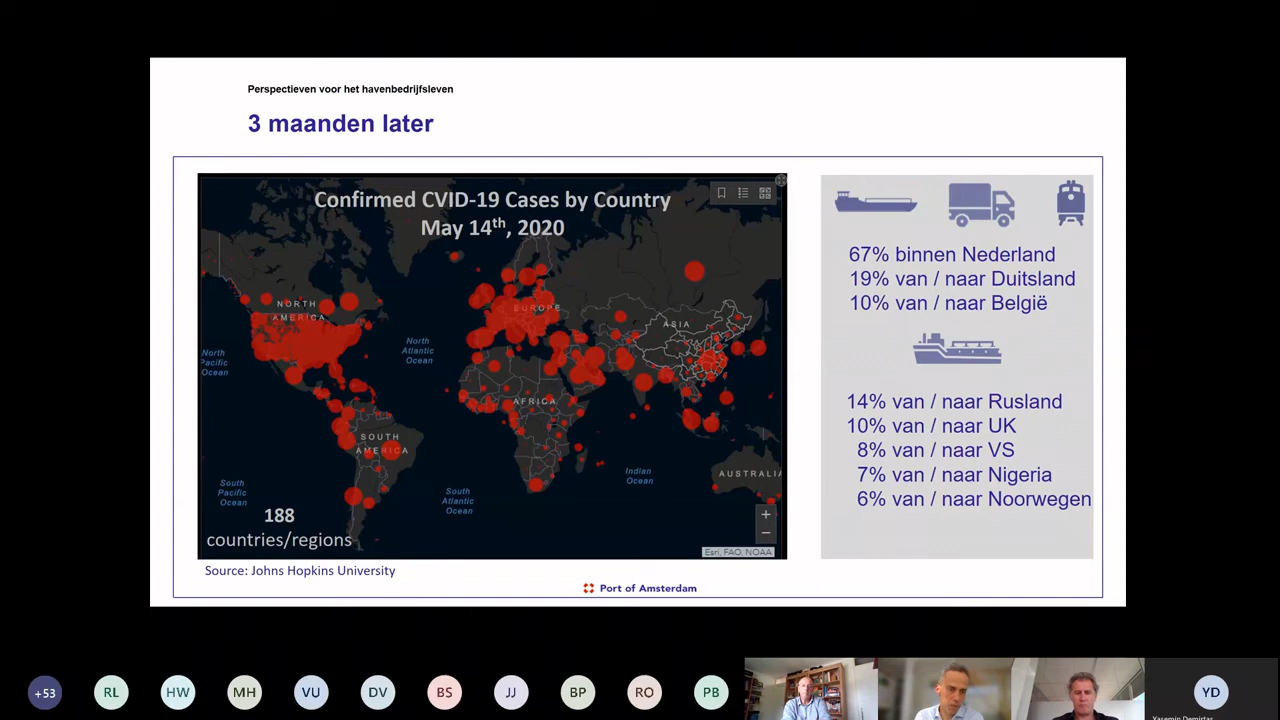 Perspectieven voor het havenbedrijfsleven
3 maanden later
Confirmed CVID-19 Cases by Country
May 14th, 2020
NORTH
AMERICA
EUROPE
ASIA
North
Pacific
Ocean
North
Atlantic
Ocean
AFRICA
SOUTH
AMERICA
Indian
Ocean
AUSTRALIA
South
Pacific
Ocean
South
Atlantic
Ocean
188
countries/regions
+
−
Esri, FAO, NOAA
Source: Johns Hopkins University
67% binnen Nederland
19% van / naar Duitsland
10% van / naar België
14% van / naar Rusland
10% van / naar UK
8% van / naar VS
7% van / naar Nigeria
6% van / naar Noorwegen
Port of Amsterdam
+53
RL
HW
MH
VU
DV
BS
JJ
BP
RO
PB
YD
Yasemin Demirtas